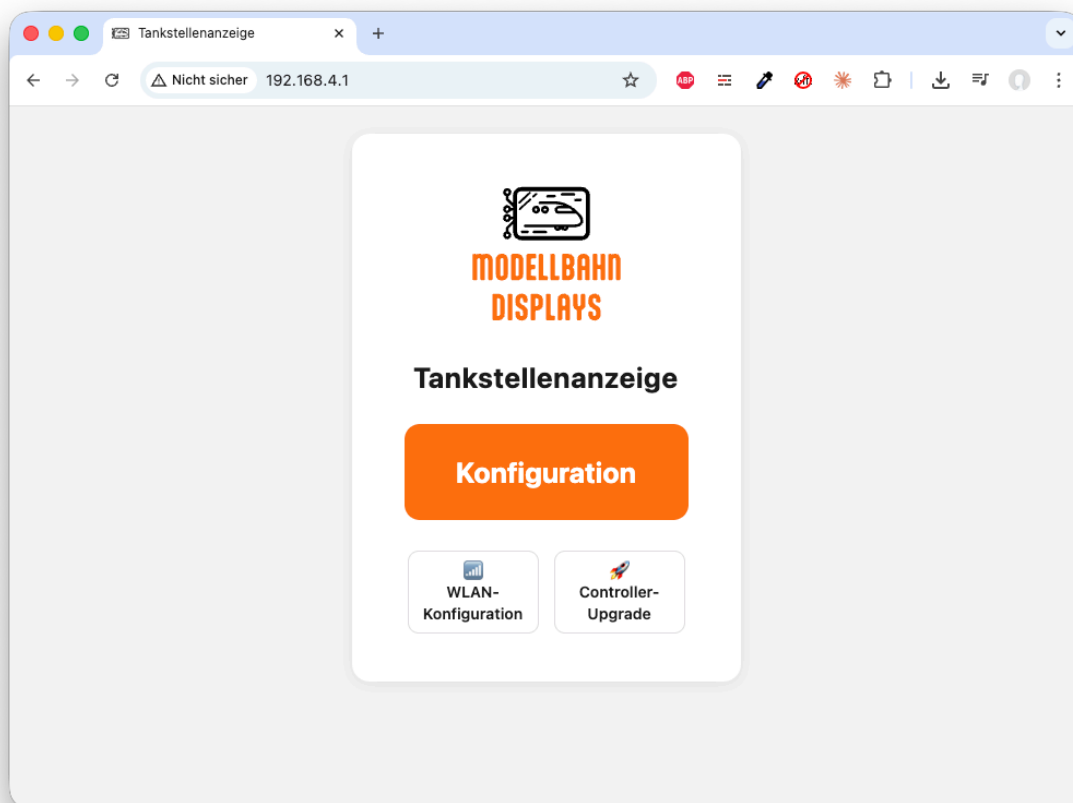 Tankstellenanzeige
Nicht sicher 192.168.4.1
ABP
MODELLBAHN
DISPLAYS
Tankstellenanzeige
Konfiguration
WLAN-
Konfiguration
Controller-
Upgrade